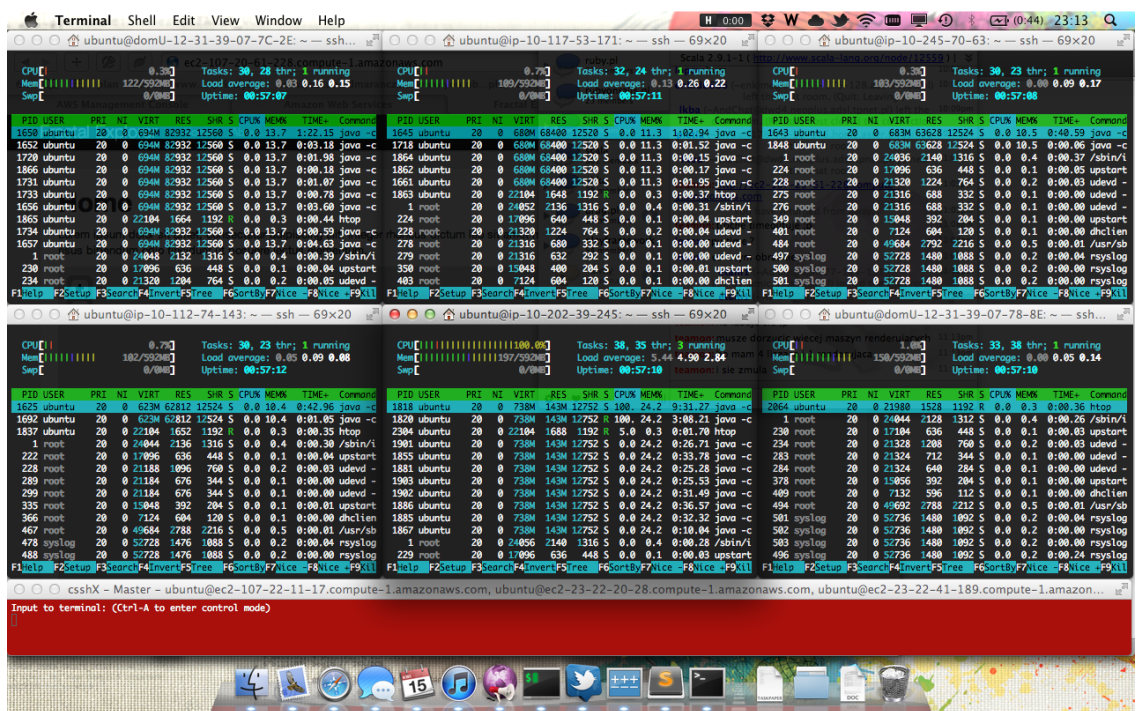 Terminal Shell Edit View Window Help
H 0:00 (0:44) 23:13
ubuntu@domU-12-31-39-07-7C-2E: ~ — ssh...
CPU[ 0.3%] Tasks: 30, 28 thr; 1 running
Mem[ 122/592MB] Load average: 0.03 0.16 0.15
Swp[ 0/0MB] Uptime: 00:57:07
PID USER PRI NI VIRT RES SHR S CPU% MEM% TIME+ Command
1650 ubuntu 20 0 694M 82932 12560 S 0.0 13.7 1:22.15 java -c
1652 ubuntu 20 0 694M 82932 12560 S 0.0 13.7 0:03.18 java -c
1720 ubuntu 20 0 694M 82932 12560 S 0.0 13.7 0:01.98 java -c
1866 ubuntu 20 0 694M 82932 12560 S 0.0 13.7 0:00.18 java -c
1731 ubuntu 20 0 694M 82932 12560 S 0.0 13.7 0:01.07 java -c
1733 ubuntu 20 0 694M 82932 12560 S 0.0 13.7 0:00.78 java -c
1656 ubuntu 20 0 694M 82932 12560 S 0.0 13.7 0:03.60 java -c
1865 ubuntu 20 0 22104 1664 1192 R 0.0 0.3 0:00.44 htop
1734 ubuntu 20 0 694M 82932 12560 S 0.0 13.7 0:00.59 java -c
1657 ubuntu 20 0 694M 82932 12560 S 0.0 13.7 0:04.63 java -c
1 root 20 0 24048 2132 1316 S 0.0 0.4 0:00.39 /sbin/i
230 root 20 0 17096 636 448 S 0.0 0.1 0:00.04 upstart
234 root 20 0 21320 1204 764 S 0.0 0.2 0:00.05 udevd -
F1Help F2Setup F3SearchF4InvertF5Tree F6SortByF7Nice -F8Nice +F9Kil
ubuntu@ip-10-117-53-171: ~ — ssh — 69×20
CPU[ 0.7%] Tasks: 32, 24 thr; 1 running
Mem[ 109/592MB] Load average: 0.13 0.26 0.22
Swp[ 0/0MB] Uptime: 00:57:11
PID USER PRI NI VIRT RES SHR S CPU% MEM% TIME+ Command
1645 ubuntu 20 0 680M 68400 12520 S 0.0 11.3 1:02.94 java -c
1718 ubuntu 20 0 680M 68400 12520 S 0.0 11.3 0:01.52 java -c
1864 ubuntu 20 0 680M 68400 12520 S 0.0 11.3 0:00.15 java -c
1862 ubuntu 20 0 680M 68400 12520 S 0.0 11.3 0:00.17 java -c
1661 ubuntu 20 0 680M 68400 12520 S 0.0 11.3 0:01.95 java -c
1863 ubuntu 20 0 22104 1648 1192 R 0.0 0.3 0:00.37 htop
1 root 20 0 24052 2136 1316 S 0.0 0.4 0:00.31 /sbin/i
224 root 20 0 17096 640 448 S 0.0 0.1 0:00.04 upstart
230 root 20 0 21320 1224 764 S 0.0 0.2 0:00.04 udevd -
278 root 20 0 21316 680 332 S 0.0 0.1 0:00.00 udevd -
279 root 20 0 21316 632 292 S 0.0 0.1 0:00.00 udevd -
350 root 20 0 15048 400 204 S 0.0 0.1 0:00.01 upstart
403 root 20 0 7124 604 120 S 0.0 0.1 0:00.00 dhclien
F1Help F2Setup F3SearchF4InvertF5Tree F6SortByF7Nice -F8Nice +F9Kil
ubuntu@ip-10-245-70-63: ~ — ssh — 69×20
CPU[ 0.3%] Tasks: 30, 23 thr; 1 running
Mem[ 103/592MB] Load average: 0.00 0.09 0.17
Swp[ 0/0MB] Uptime: 00:57:08
PID USER PRI NI VIRT RES SHR S CPU% MEM% TIME+ Command
1643 ubuntu 20 0 683M 63628 12524 S 0.0 10.5 0:40.59 java -c
1848 ubuntu 20 0 683M 63628 12524 S 0.0 10.5 0:00.06 java -c
1 root 20 0 24036 2140 1316 S 0.0 0.4 0:00.37 /sbin/i
224 root 20 0 17096 636 448 S 0.0 0.1 0:00.05 upstart
228 root 20 0 21320 1224 764 S 0.0 0.2 0:00.03 udevd -
275 root 20 0 21316 688 332 S 0.0 0.1 0:00.00 udevd -
276 root 20 0 21316 688 332 S 0.0 0.1 0:00.00 udevd -
349 root 20 0 15048 392 204 S 0.0 0.1 0:00.00 upstart
401 root 20 0 7124 604 120 S 0.0 0.1 0:00.00 dhclien
484 root 20 0 49684 2792 2216 S 0.0 0.5 0:00.01 /usr/sb
497 syslog 20 0 52728 1480 1088 S 0.0 0.2 0:00.04 rsyslog
500 syslog 20 0 52728 1480 1088 S 0.0 0.2 0:00.00 rsyslog
501 syslog 20 0 52728 1480 1088 S 0.0 0.2 0:00.00 rsyslog
F1Help F2Setup F3SearchF4InvertF5Tree F6SortByF7Nice -F8Nice +F9Kil
ubuntu@ip-10-112-74-143: ~ — ssh — 69×20
CPU[ 0.7%] Tasks: 30, 23 thr; 1 running
Mem[ 102/592MB] Load average: 0.05 0.09 0.08
Swp[ 0/0MB] Uptime: 00:57:12
PID USER PRI NI VIRT RES SHR S CPU% MEM% TIME+ Command
1625 ubuntu 20 0 623M 62812 12524 S 0.0 10.4 0:42.96 java -c
1692 ubuntu 20 0 623M 62812 12524 S 0.0 10.4 0:01.05 java -c
1837 ubuntu 20 0 22104 1652 1192 R 0.0 0.3 0:00.35 htop
1 root 20 0 24044 2136 1316 S 0.0 0.4 0:00.30 /sbin/i
222 root 20 0 17096 636 448 S 0.0 0.1 0:00.04 upstart
228 root 20 0 21188 1096 760 S 0.0 0.2 0:00.03 udevd -
289 root 20 0 21184 676 344 S 0.0 0.1 0:00.00 udevd -
299 root 20 0 21184 676 344 S 0.0 0.1 0:00.00 udevd -
335 root 20 0 15048 392 204 S 0.0 0.1 0:00.01 upstart
366 root 20 0 7124 604 120 S 0.0 0.1 0:00.00 dhclien
467 root 20 0 49684 2788 2216 S 0.0 0.5 0:00.01 /usr/sb
478 syslog 20 0 52728 1476 1088 S 0.0 0.2 0:00.04 rsyslog
488 syslog 20 0 52728 1476 1088 S 0.0 0.2 0:00.00 rsyslog
F1Help F2Setup F3SearchF4InvertF5Tree F6SortByF7Nice -F8Nice +F9Kil
ubuntu@ip-10-202-39-245: ~ — ssh — 69×20
CPU[ 100.0%] Tasks: 38, 35 thr; 3 running
Mem[ 197/592MB] Load average: 5.44 4.90 2.84
Swp[ 0/0MB] Uptime: 00:57:10
PID USER PRI NI VIRT RES SHR S CPU% MEM% TIME+ Command
1818 ubuntu 20 0 738M 143M 12752 S 100. 24.2 9:31.27 java -c
1820 ubuntu 20 0 738M 143M 12752 R 100. 24.2 3:08.21 java -c
2304 ubuntu 20 0 22104 1688 1192 R 5.0 0.3 0:01.70 htop
1901 ubuntu 20 0 738M 143M 12752 S 0.0 24.2 0:26.71 java -c
1855 ubuntu 20 0 738M 143M 12752 S 0.0 24.2 0:33.78 java -c
1881 ubuntu 20 0 738M 143M 12752 S 0.0 24.2 0:25.28 java -c
1903 ubuntu 20 0 738M 143M 12752 S 0.0 24.2 0:25.53 java -c
1902 ubuntu 20 0 738M 143M 12752 S 0.0 24.2 0:31.49 java -c
1886 ubuntu 20 0 738M 143M 12752 S 0.0 24.2 0:36.57 java -c
1885 ubuntu 20 0 738M 143M 12752 S 0.0 24.2 0:32.32 java -c
1867 ubuntu 20 0 738M 143M 12752 S 0.0 24.2 0:10.04 java -c
1 root 20 0 24056 2140 1316 S 0.0 0.4 0:00.28 /sbin/i
229 root 20 0 17096 636 448 S 0.0 0.1 0:00.03 upstart
F1Help F2Setup F3SearchF4InvertF5Tree F6SortByF7Nice -F8Nice +F9Kil
ubuntu@domU-12-31-39-07-78-8E: ~ — ssh — 69×20
CPU[ 1.0%] Tasks: 33, 38 thr; 1 running
Mem[ 150/592MB] Load average: 0.00 0.05 0.14
Swp[ 0/0MB] Uptime: 00:57:10
PID USER PRI NI VIRT RES SHR S CPU% MEM% TIME+ Command
2064 ubuntu 20 0 21980 1528 1192 R 0.0 0.3 0:00.36 htop
1 root 20 0 24044 2128 1312 S 0.0 0.4 0:00.26 /sbin/i
230 root 20 0 17104 636 448 S 0.0 0.1 0:00.03 upstart
234 root 20 0 21328 1208 760 S 0.0 0.2 0:00.03 udevd -
283 root 20 0 21324 712 344 S 0.0 0.1 0:00.00 udevd -
284 root 20 0 21324 640 284 S 0.0 0.1 0:00.00 udevd -
378 root 20 0 15056 392 204 S 0.0 0.1 0:00.00 upstart
409 root 20 0 7132 596 112 S 0.0 0.1 0:00.00 dhclien
494 root 20 0 49692 2788 2212 S 0.0 0.5 0:00.01 /usr/sb
501 syslog 20 0 52736 1480 1092 S 0.0 0.2 0:00.04 rsyslog
502 syslog 20 0 52736 1480 1092 S 0.0 0.2 0:00.00 rsyslog
503 syslog 20 0 52736 1480 1092 S 0.0 0.2 0:00.00 rsyslog
496 syslog 20 0 52736 1480 1092 S 0.0 0.2 0:00.24 rsyslog
F1Help F2Setup F3SearchF4InvertF5Tree F6SortByF7Nice -F8Nice +F9Kil
csshX - Master - ubuntu@ec2-107-22-11-17.compute-1.amazonaws.com, ubuntu@ec2-23-22-20-28.compute-1.amazonaws.com, ubuntu@ec2-23-22-41-189.compute-1.amazon...
Input to terminal: (Ctrl-A to enter control mode)
15
TASKPAPER
DOC